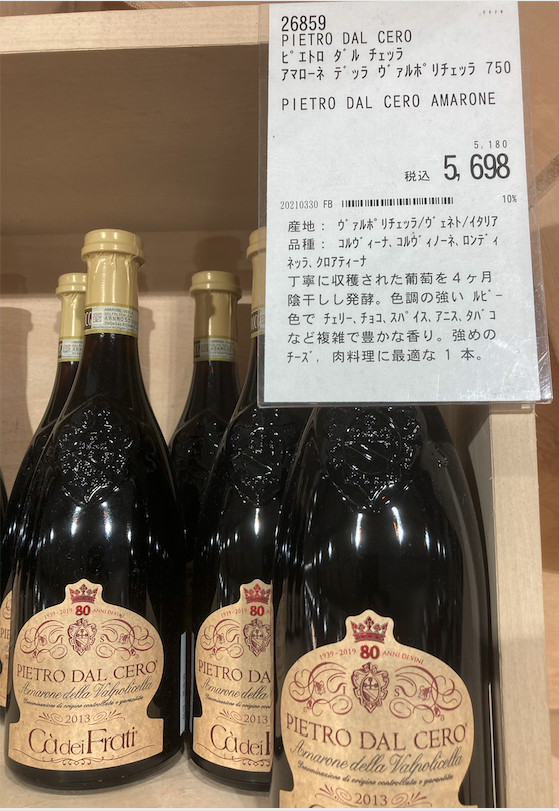 26859
PIETRO DAL CERO
ピエトロ ダル チェッラ
アマローネ デッラ ヴァルポリチェッラ 750
PIETRO DAL CERO AMARONE
5,180
税込 5,698
20210330 FB 10%
産地： ヴァルポリチェッラ/ヴェネト/イタリア
品種： コルヴィーナ、コルヴィノーネ、ロンディ
ネッラ、クロアティーナ
丁寧に収穫された葡萄を４ヶ月
陰干しし発酵。色調の強い ルビー
色で チェリー、チョコ、スパイス、アニス、タバコ
など複雑で豊かな香り。強めの
チーズ、肉料理に最適な 1 本。
1939-2019 80 ANNI DI VINI
PIETRO DAL CERO
Amarone della Valpolicella
Denominazione di origine controllata e garantita
2013
Cà dei Frati
80 ANNI DI VINI
PIETRO DAL
Amarone della
Denominazione di origine
2013
Cà dei
1939-2019 80 ANNI DI VINI
PIETRO DAL CERO
Amarone della Valpolicella
Denominazione di origine controllata e garantita
2013
Cà dei Frati